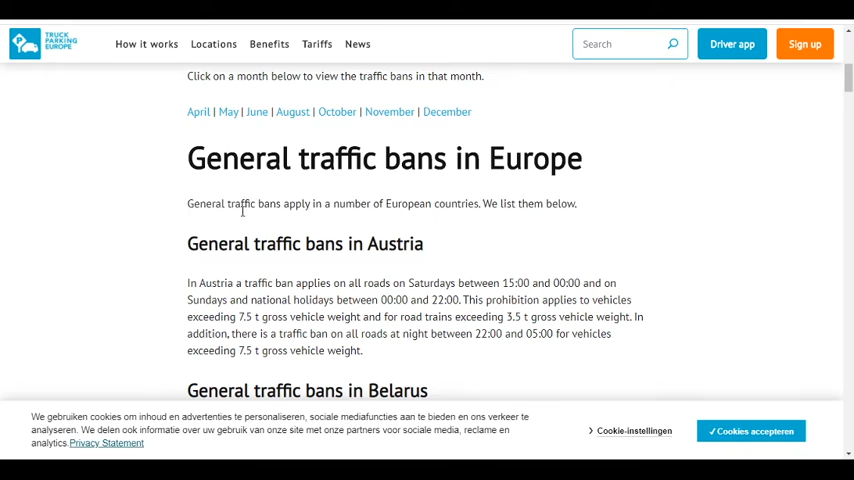 TRUCK
PARKING
EUROPE
How it works Locations Benefits Tariffs News
Search
Driver app
Sign up
Click on a month below to view the traffic bans in that month.
April | May | June | August | October | November | December
General traffic bans in Europe
General traffic bans apply in a number of European countries. We list them below.
General traffic bans in Austria
In Austria a traffic ban applies on all roads on Saturdays between 15:00 and 00:00 and on
Sundays and national holidays between 00:00 and 22:00. This prohibition applies to vehicles
exceeding 7.5 t gross vehicle weight and for road trains exceeding 3.5 t gross vehicle weight. In
addition, there is a traffic ban on all roads at night between 22:00 and 05:00 for vehicles
exceeding 7.5 t gross vehicle weight.
General traffic bans in Belarus
We gebruiken cookies om inhoud en advertenties te personaliseren, sociale mediafuncties aan te bieden en ons verkeer te
analyseren. We delen ook informatie over uw gebruik van onze site met onze partners voor sociale media, reclame en
analytics.Privacy Statement
Cookie-instellingen
✓Cookies accepteren